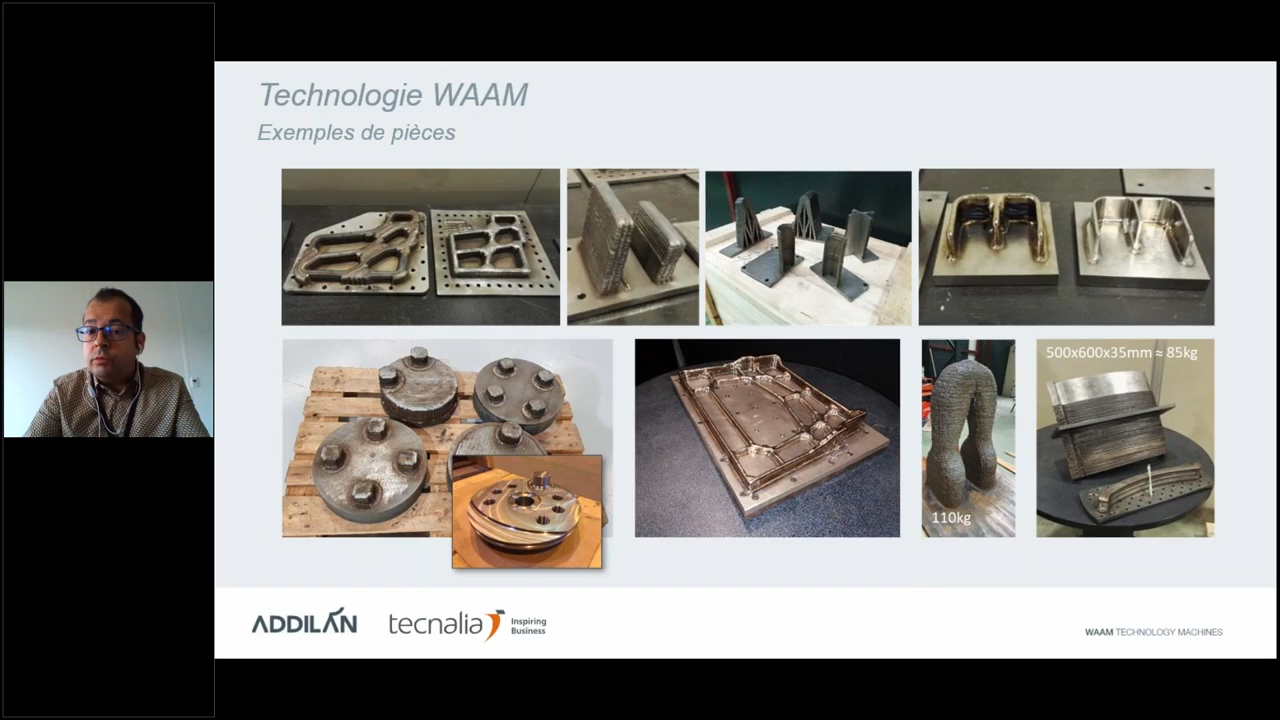 Technologie WAAM
Exemples de pièces
500x600x35mm ≈ 85kg
110kg
ADDILAN
tecnalia
Inspiring
Business
WAAM TECHNOLOGY MACHINES